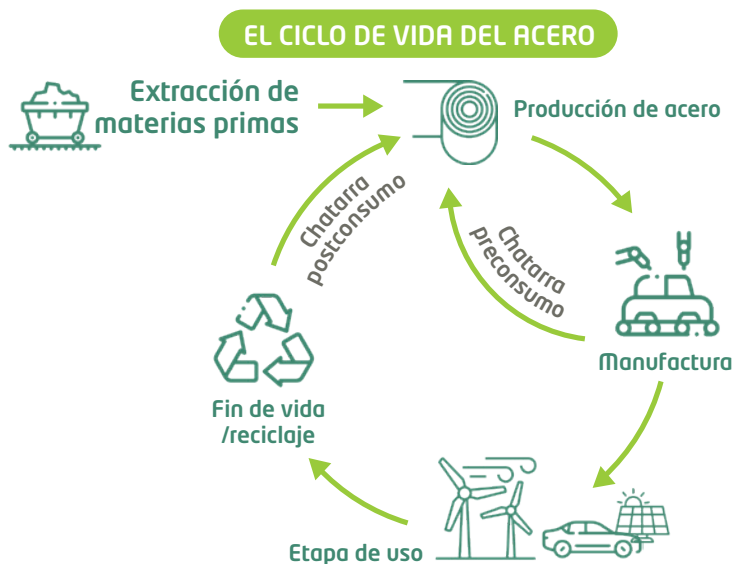 EL CICLO DE VIDA DEL ACERO
Extracción de
materias primas
Producción de acero
Chatarra
postconsumo
Chatarra
preconsumo
Manufactura
Fin de vida
/reciclaje
Etapa de uso